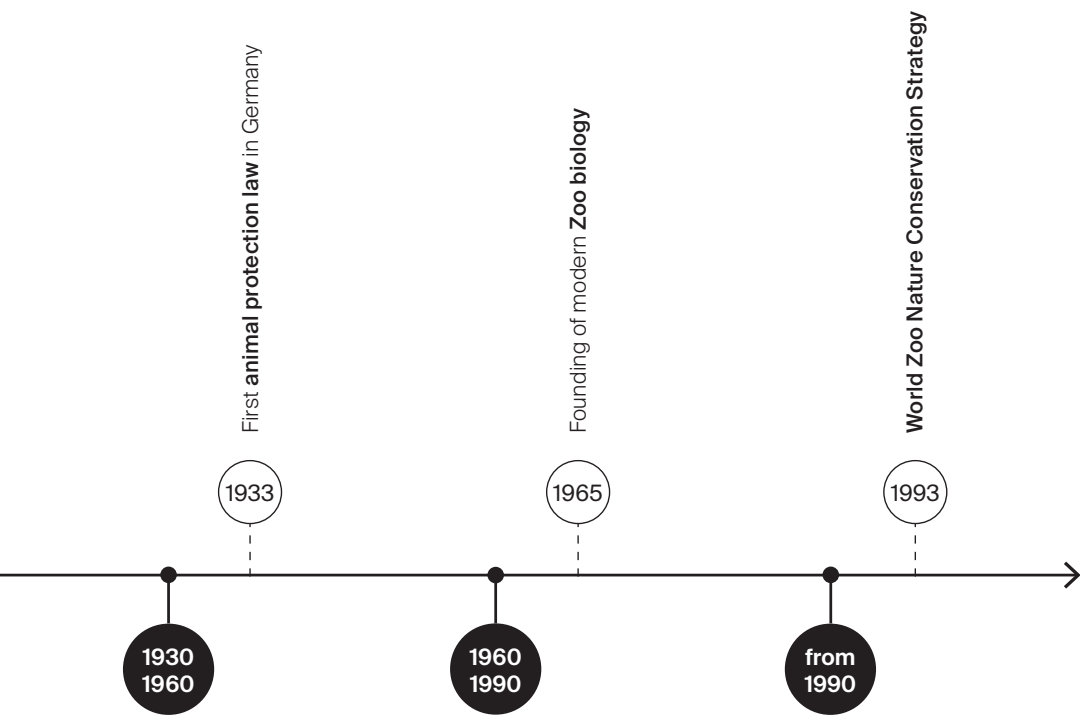 First animal protection law in Germany
Founding of modern Zoo biology
World Zoo Nature Conservation Strategy
1933
1965
1993
1930
1960
1960
1990
from
1990